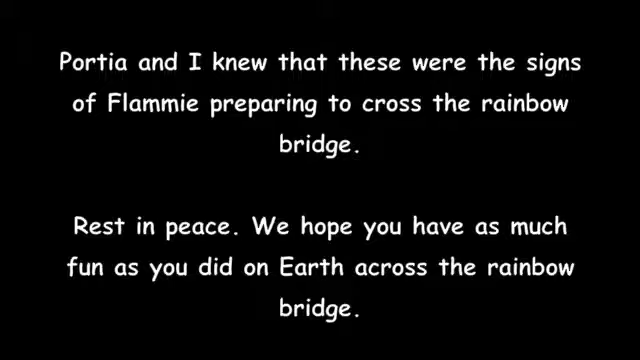 Portia and I knew that these were the signs
of Flammie preparing to cross the rainbow
bridge.
Rest in peace. We hope you have as much
fun as you did on Earth across the rainbow
bridge.